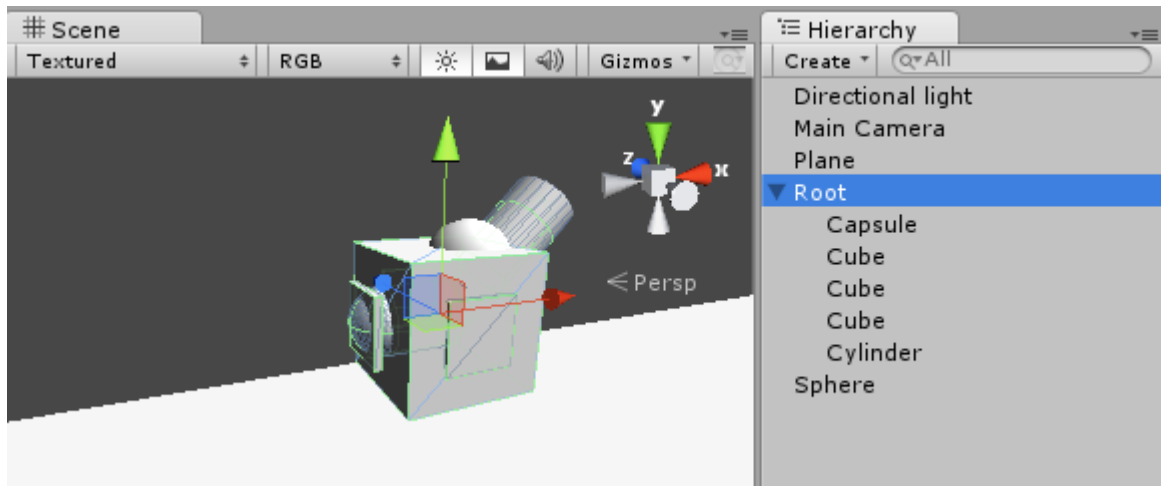 Scene
Textured RGB Gizmos
y
z x
Persp
Hierarchy
Create All
Directional light
Main Camera
Plane
Root
Capsule
Cube
Cube
Cube
Cylinder
Sphere